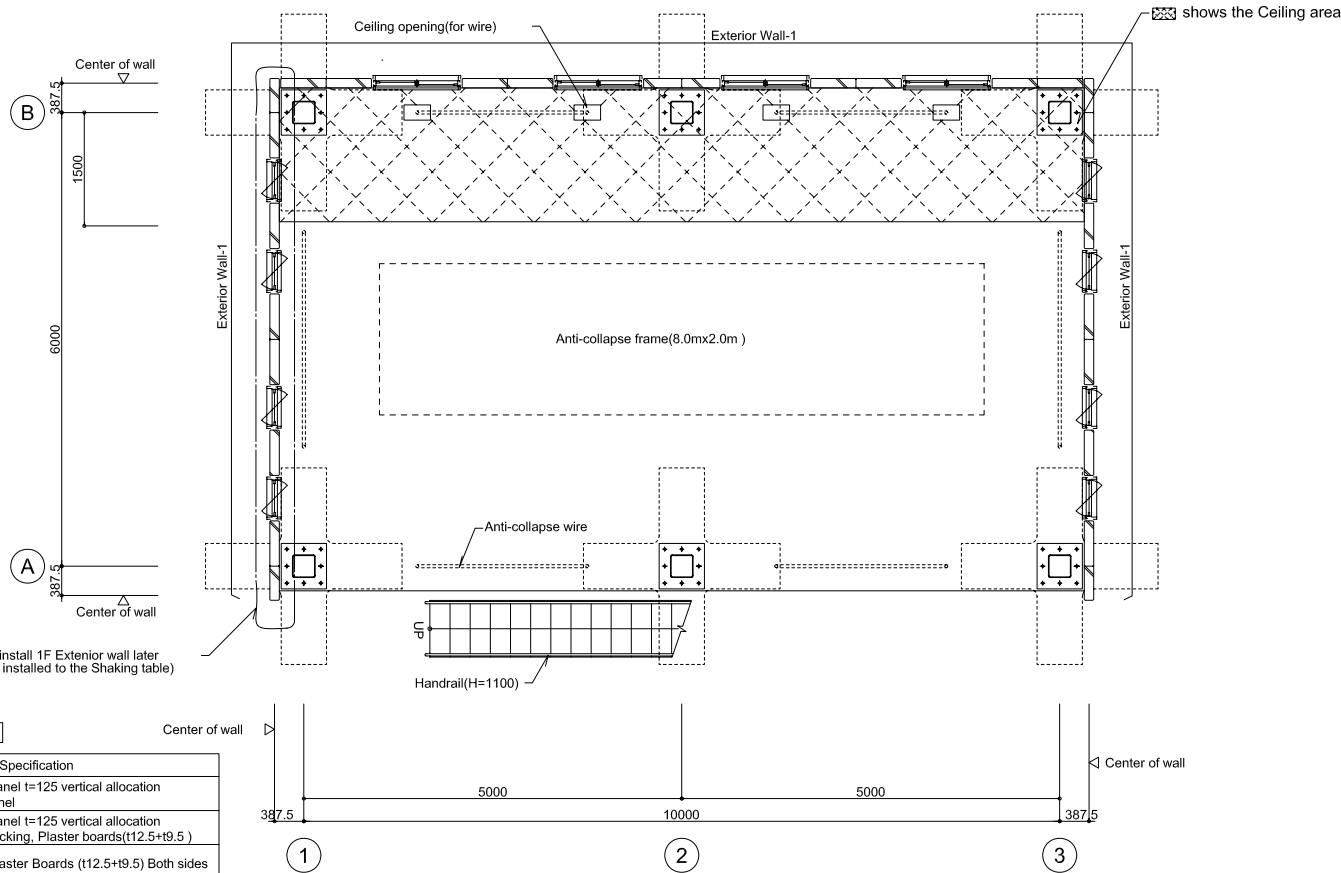 shows the Ceiling area
Ceiling opening(for wire)
Exterior Wall-1
Center of wall
387.5
B
1500
Exterior Wall-1
Exterior Wall-1
6000
Anti-collapse frame(8.0mx2.0m )
Anti-collapse wire
A
387.5
Center of wall
UP
install 1F Extenior wall later
installed to the Shaking table)
Handrail(H=1100)
Center of wall
Center of wall
Specification
anel t=125 vertical allocation
nel
anel t=125 vertical allocation
cking, Plaster boards(t12.5+t9.5 )
aster Boards (t12.5+t9.5) Both sides
5000
5000
387.5
10000
387.5
1
2
3